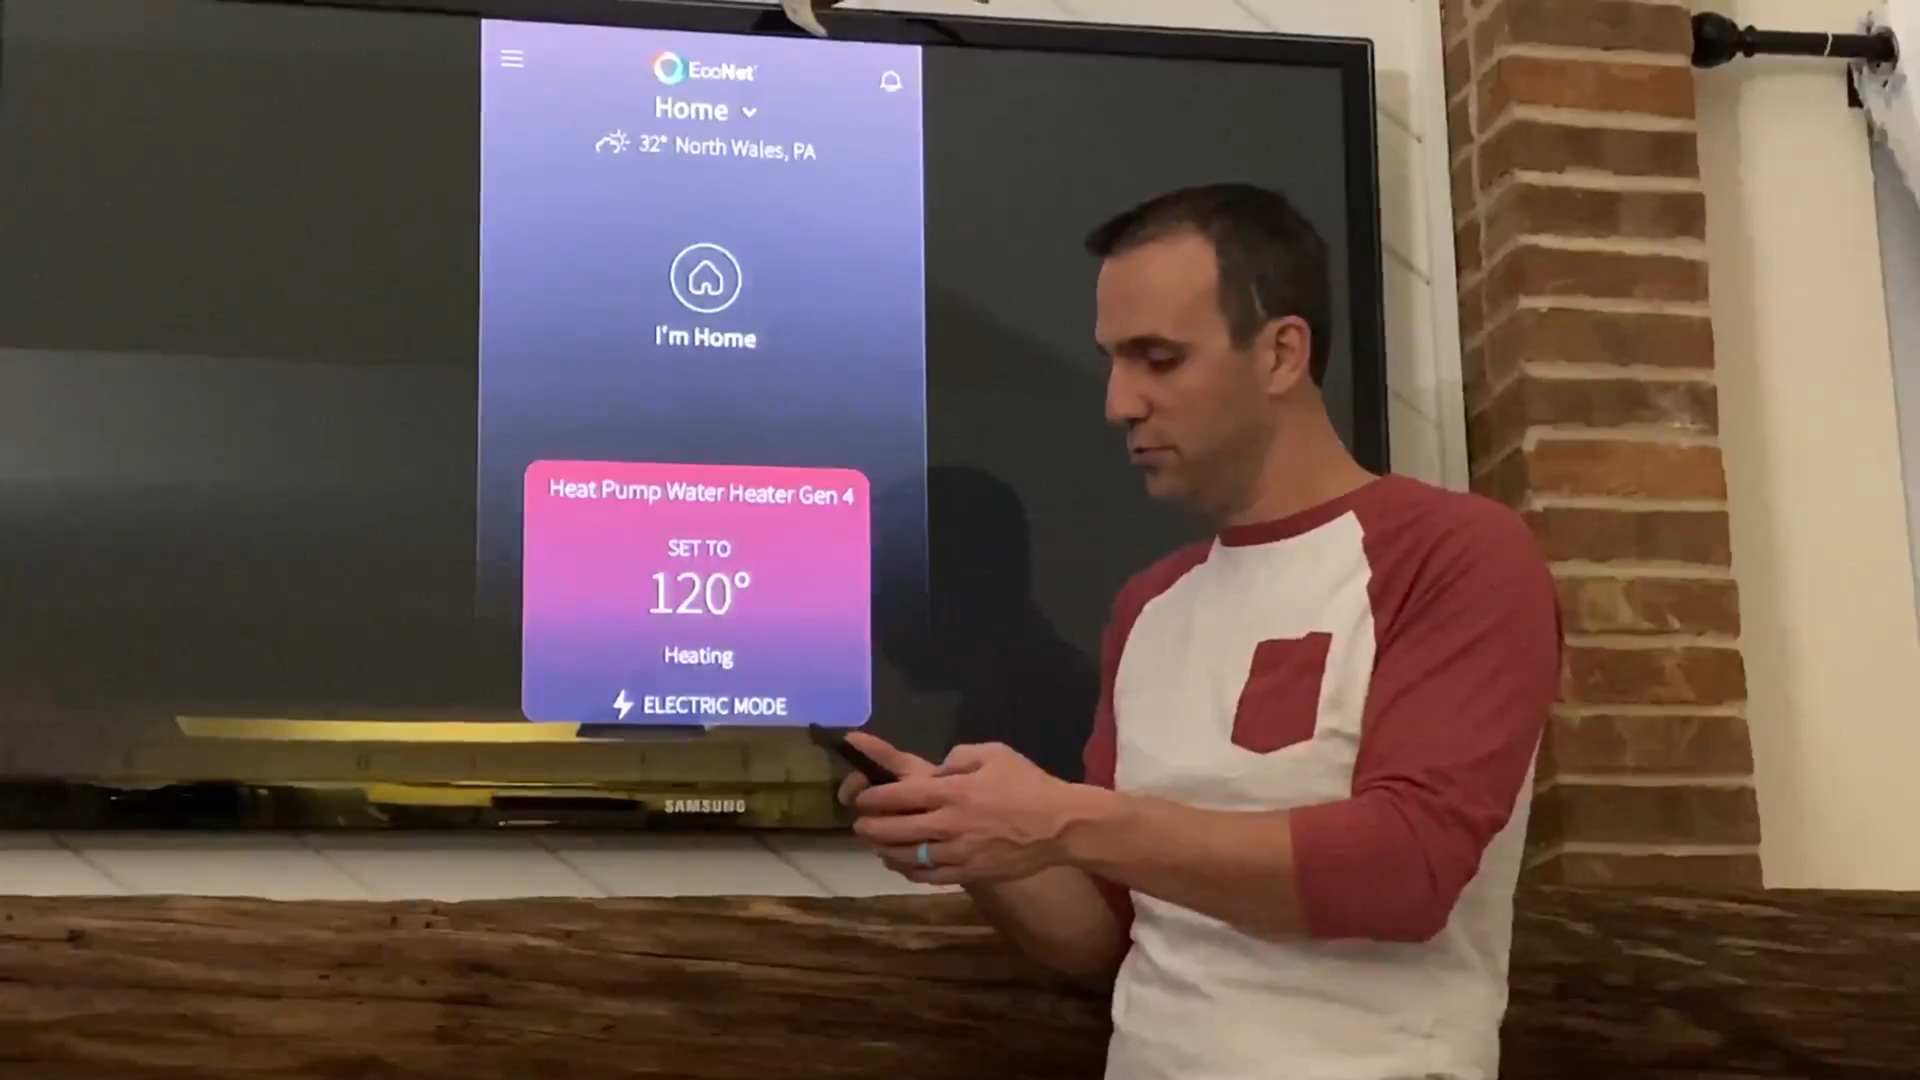 EcoNet
Home
32° North Wales, PA
I'm Home
Heat Pump Water Heater Gen 4
SET TO
120°
Heating
ELECTRIC MODE
SAMSUNG